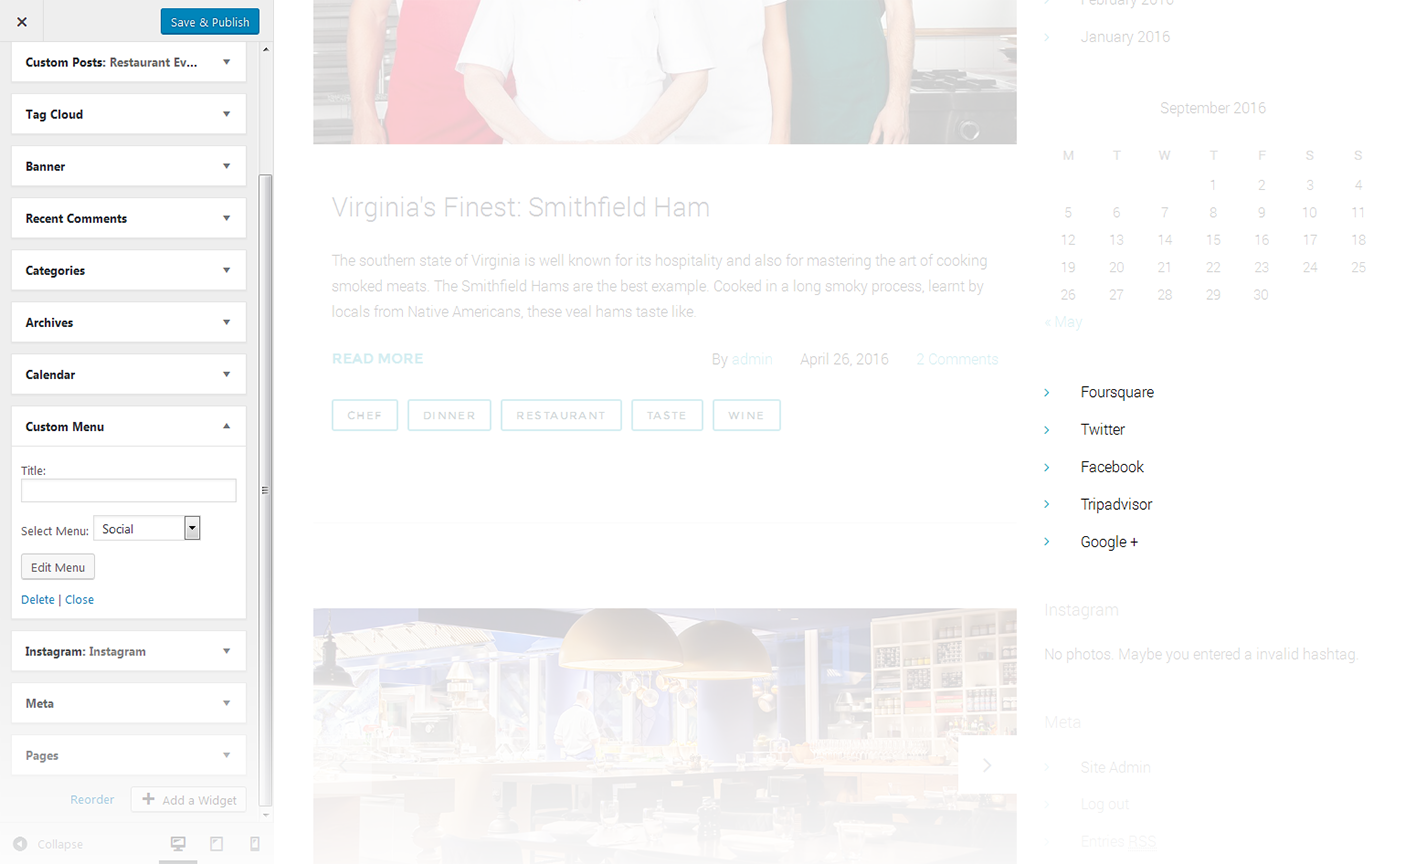 Save & Publish
Custom Posts: Restaurant Ev...
Tag Cloud
Banner
Recent Comments
Categories
Archives
Calendar
Custom Menu
Title:
Select Menu: Social
Edit Menu
Delete | Close
Instagram: Instagram
Meta
Pages
Reorder
Add a Widget
Collapse
Virginia's Finest: Smithfield Ham
The southern state of Virginia is well known for its hospitality and also for mastering the art of cooking
smoked meats. The Smithfield Hams are the best example. Cooked in a long smoky process, learnt by
locals from Native Americans, these veal hams taste like.
READ MORE
By admin April 26, 2016 2 Comments
CHEF DINNER RESTAURANT TASTE WINE
February 2016
January 2016
September 2016
M T W T F S S
1 2 3 4
5 6 7 8 9 10 11
12 13 14 15 16 17 18
19 20 21 22 23 24 25
26 27 28 29 30
« May
Foursquare
Twitter
Facebook
Tripadvisor
Google +
Instagram
No photos. Maybe you entered a invalid hashtag.
Meta
Site Admin
Log out
Entries RSS